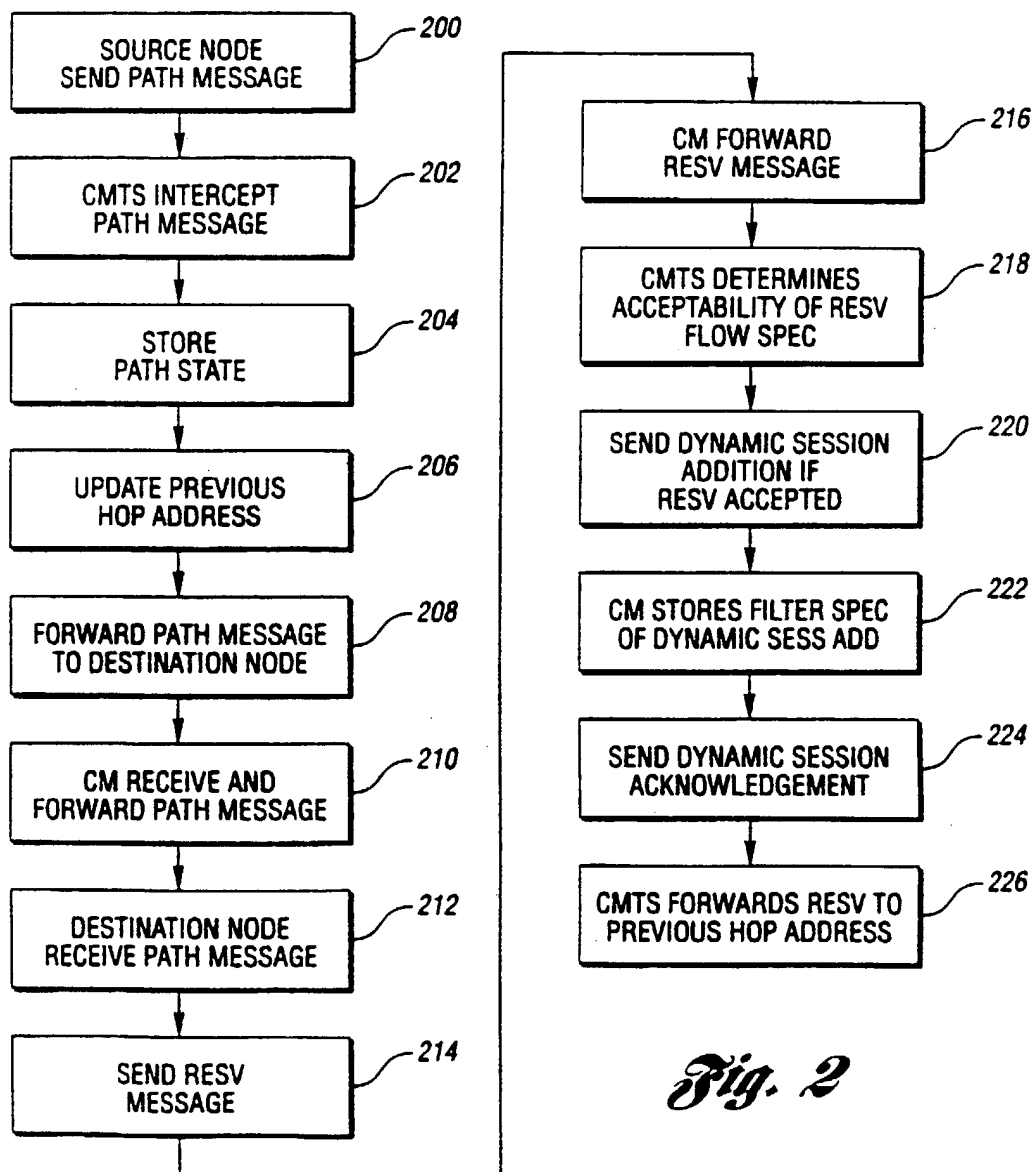 SOURCE NODE
SEND PATH MESSAGE
200
CMTS INTERCEPT
PATH MESSAGE
202
STORE
PATH STATE
204
UPDATE PREVIOUS
HOP ADDRESS
206
FORWARD PATH MESSAGE
TO DESTINATION NODE
208
CM RECEIVE AND
FORWARD PATH MESSAGE
210
DESTINATION NODE
RECEIVE PATH MESSAGE
212
SEND RESV
MESSAGE
214
CM FORWARD
RESV MESSAGE
216
CMTS DETERMINES
ACCEPTABILITY OF RESV
FLOW SPEC
218
SEND DYNAMIC SESSION
ADDITION IF
RESV ACCEPTED
220
CM STORES FILTER SPEC
OF DYNAMIC SESS ADD
222
SEND DYNAMIC SESSION
ACKNOWLEDGEMENT
224
CMTS FORWARDS RESV TO
PREVIOUS HOP ADDRESS
226
Fig. 2